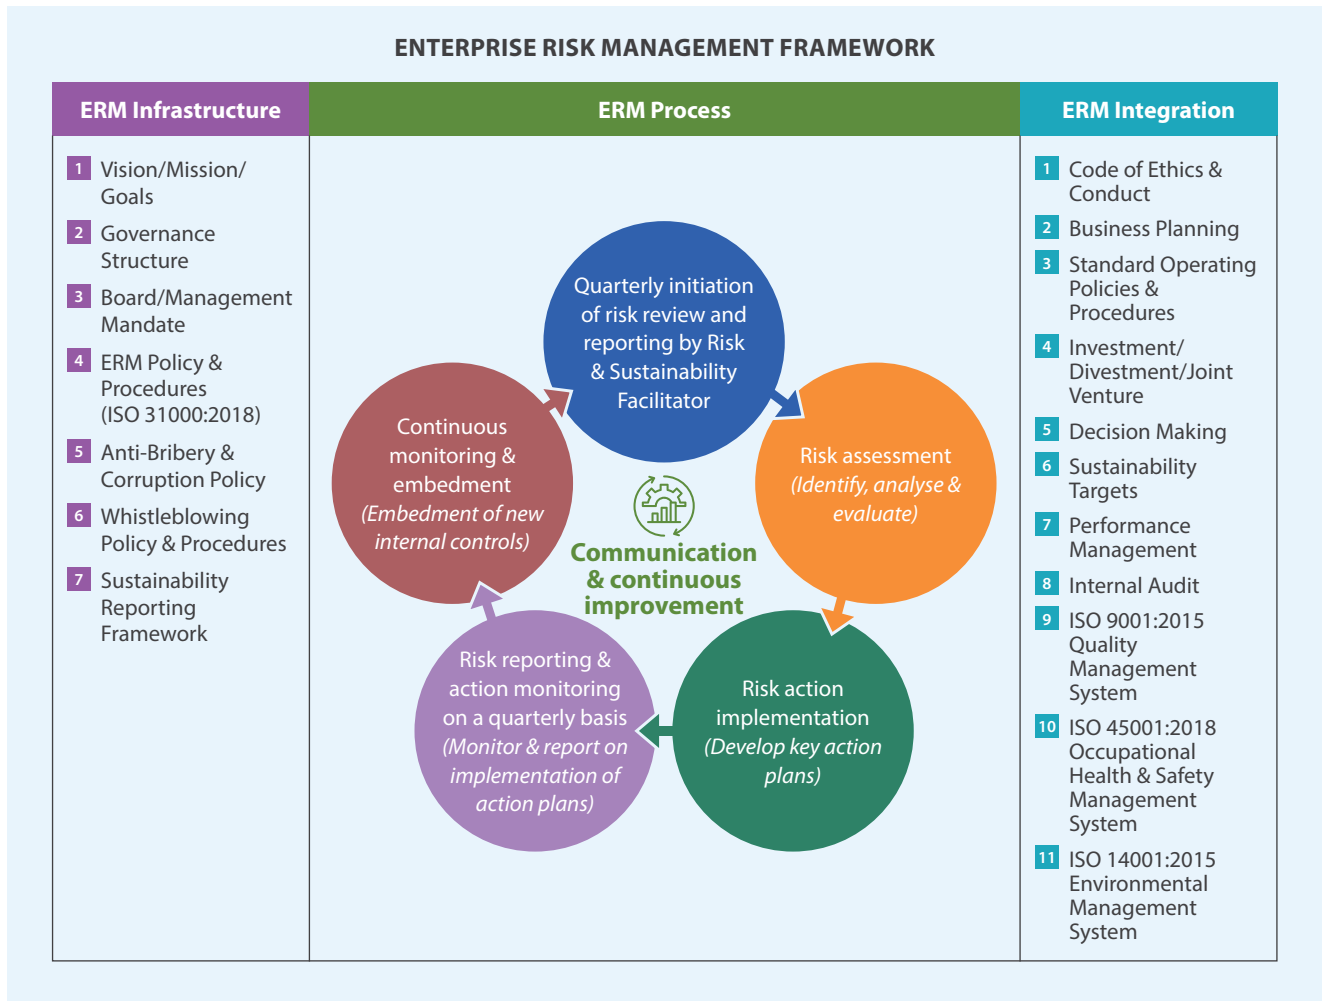 ENTERPRISE RISK MANAGEMENT FRAMEWORK
ERM Infrastructure
1 Vision/Mission/
Goals
2 Governance
Structure
3 Board/Management
Mandate
4 ERM Policy &
Procedures
(ISO 31000:2018)
5 Anti-Bribery &
Corruption Policy
6 Whistleblowing
Policy & Procedures
7 Sustainability
Reporting
Framework
ERM Process
Quarterly initiation
of risk review and
reporting by Risk
& Sustainability
Facilitator
Risk assessment
(Identify, analyse &
evaluate)
Risk action
implementation
(Develop key action
plans)
Risk reporting &
action monitoring
on a quarterly basis
(Monitor & report on
implementation of
action plans)
Continuous
monitoring &
embedment
(Embedment of new
internal controls)
Communication
& continuous
improvement
ERM Integration
1 Code of Ethics &
Conduct
2 Business Planning
3 Standard Operating
Policies &
Procedures
4 Investment/
Divestment/Joint
Venture
5 Decision Making
6 Sustainability
Targets
7 Performance
Management
8 Internal Audit
9 ISO 9001:2015
Quality
Management
System
10 ISO 45001:2018
Occupational
Health & Safety
Management
System
11 ISO 14001:2015
Environmental
Management
System